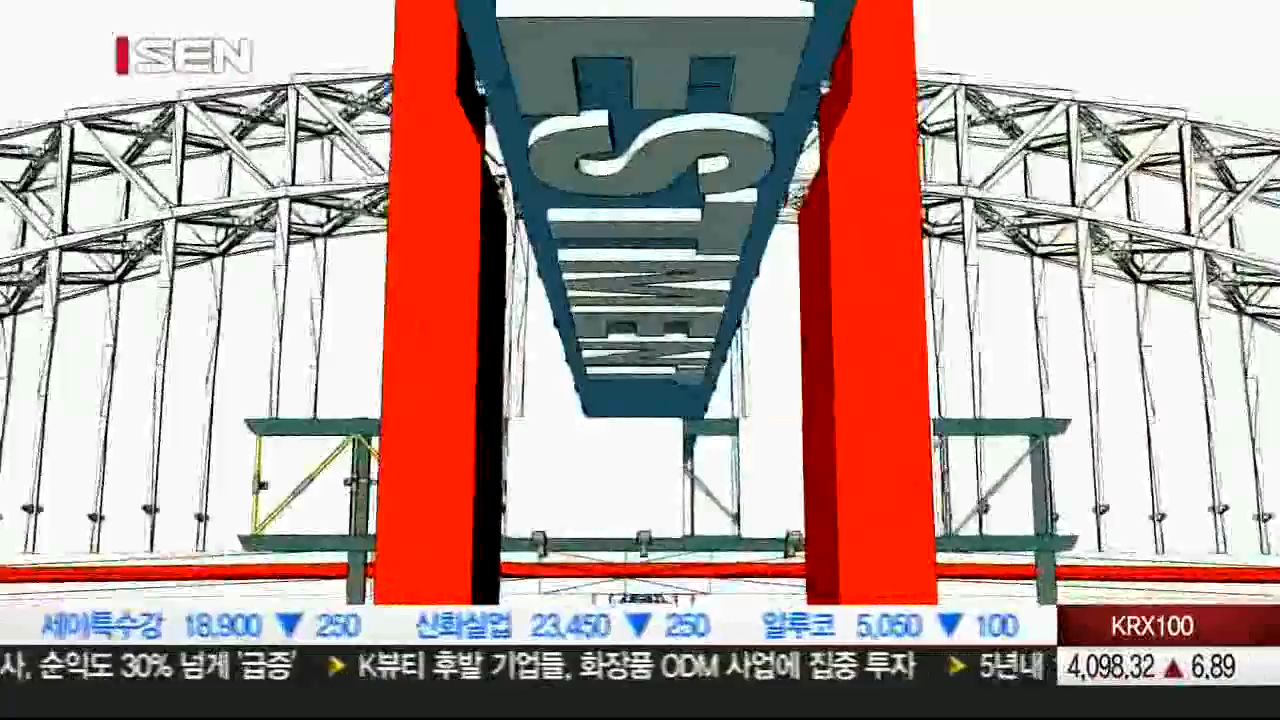 SEN
ESTMEN
세아특수강 18,900 ▼ 250 신화실업 23,450 ▼ 250 알루코 5,050 ▼ 100 KRX100
사, 순익도 30% 넘게 '급증' K뷰티 후발 기업들, 화장품 ODM 사업에 집중 투자 5년내 4,098.32 ▲ 6.89